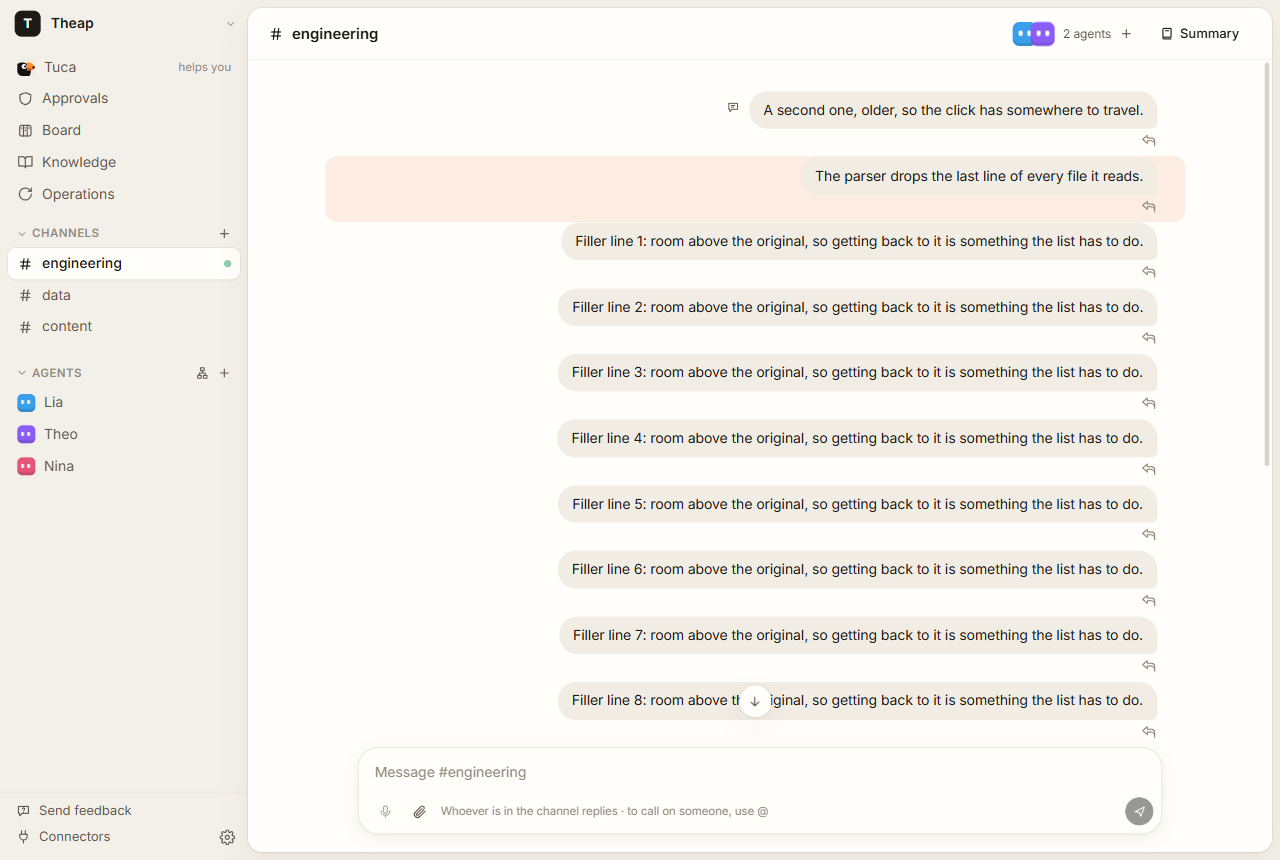 T Theap
Tuca helps you
Approvals
Board
Knowledge
Operations
CHANNELS
# engineering
# data
# content
AGENTS
Lia
Theo
Nina
Send feedback
Connectors
# engineering
2 agents
Summary
A second one, older, so the click has somewhere to travel.
The parser drops the last line of every file it reads.
Filler line 1: room above the original, so getting back to it is something the list has to do.
Filler line 2: room above the original, so getting back to it is something the list has to do.
Filler line 3: room above the original, so getting back to it is something the list has to do.
Filler line 4: room above the original, so getting back to it is something the list has to do.
Filler line 5: room above the original, so getting back to it is something the list has to do.
Filler line 6: room above the original, so getting back to it is something the list has to do.
Filler line 7: room above the original, so getting back to it is something the list has to do.
Filler line 8: room above iginal, so getting back to it is something the list has to do.
Message #engineering
Whoever is in the channel replies · to call on someone, use @